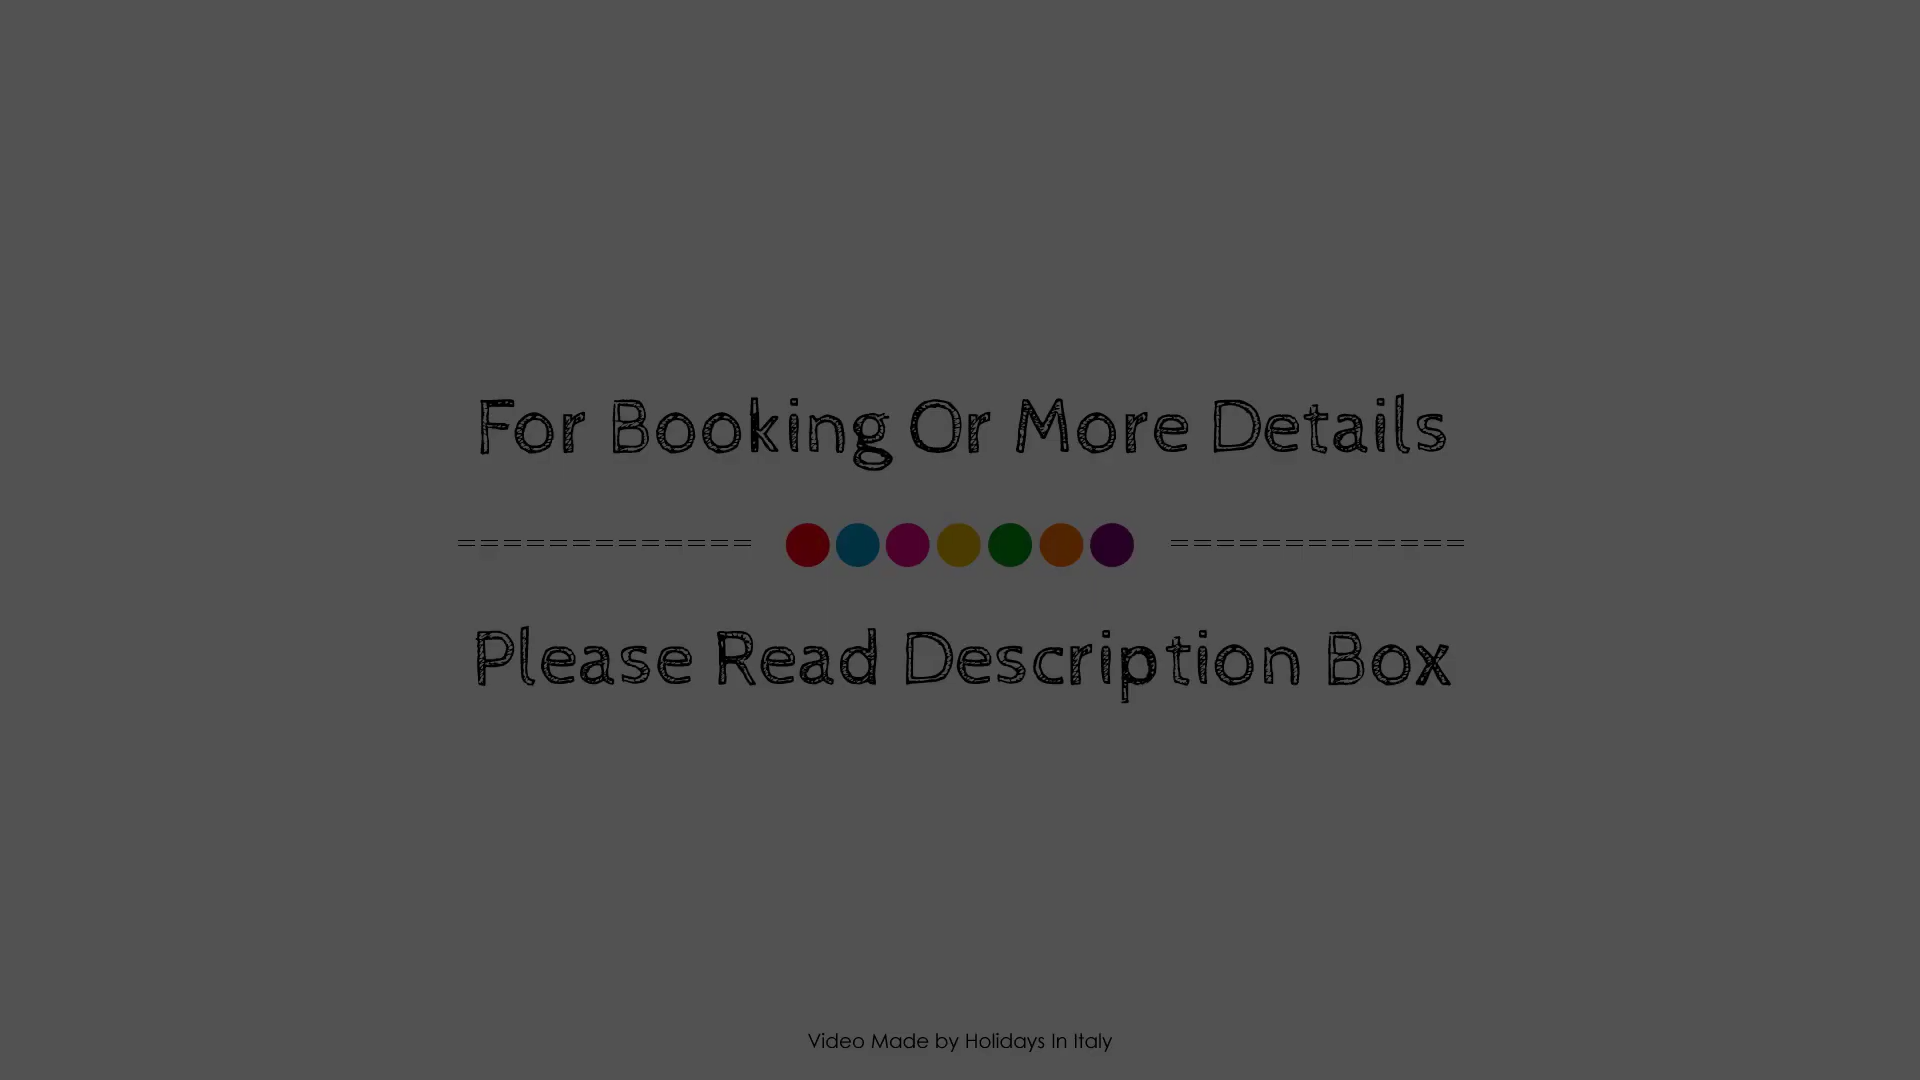 For Booking Or More Details
============= =============
Please Read Description Box
Video Made by Holidays In Italy